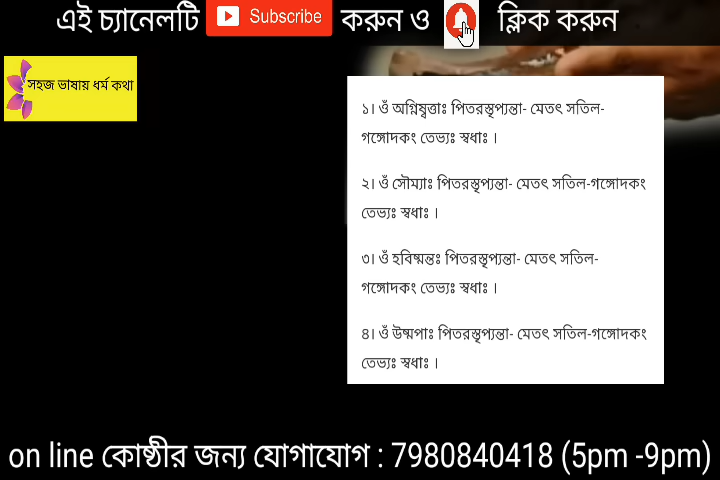 এই চ্যানেলটি Subscribe করুন ও ক্লিক করুন
সহজ ভাষায় ধর্ম কথা
১। ওঁ অগ্নিষ্বত্তাঃ পিতরস্তৃপ্যন্তা- মেতৎ সতিল-
গঙ্গোদকং তেভ্যঃ স্বধাঃ ।
২। ওঁ সৌম্যাঃ পিতরস্তৃপ্যন্তা- মেতৎ সতিল-গঙ্গোদকং
তেভ্যঃ স্বধাঃ ।
৩। ওঁ হবিষ্মন্তঃ পিতরস্তৃপ্যন্তা- মেতৎ সতিল-
গঙ্গোদকং তেভ্যঃ স্বধাঃ ।
৪। ওঁ উষ্মপাঃ পিতরস্তৃপ্যন্তা- মেতৎ সতিল-গঙ্গোদকং
তেভ্যঃ স্বধাঃ ।
on line কোষ্ঠীর জন্য যোগাযোগ : 7980840418 (5pm -9pm)